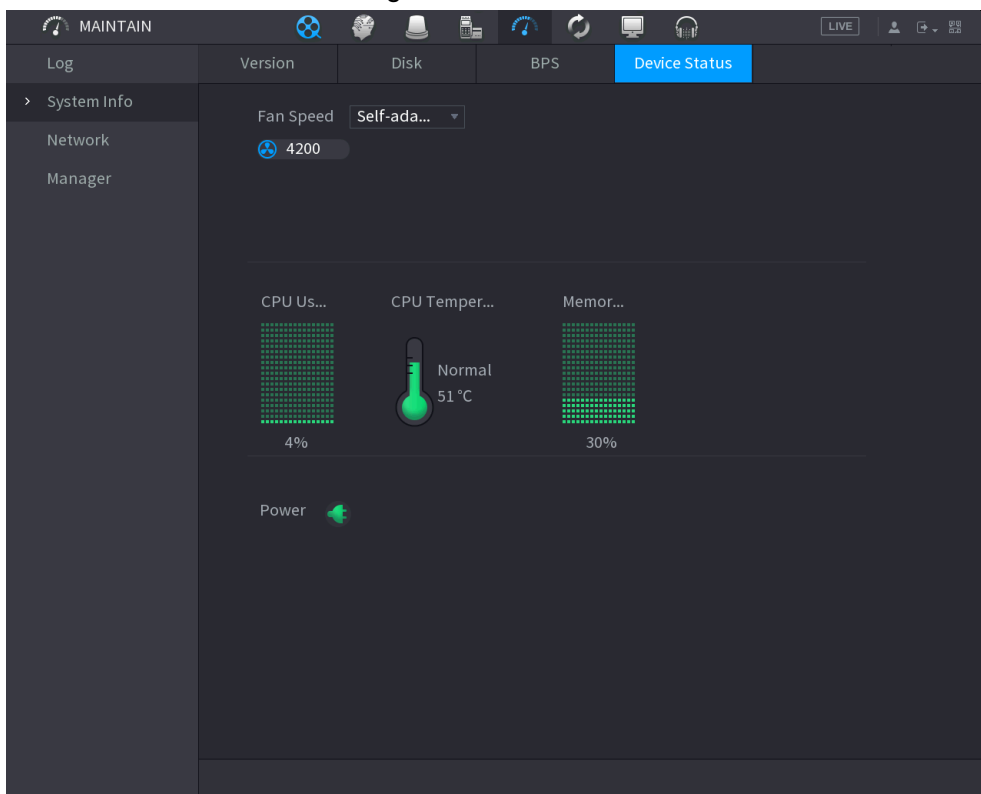 MAINTAIN
LIVE
Log
Version
Disk
BPS
Device Status
System Info
Network
Manager
Fan Speed
Self-ada...
4200
CPU Us...
CPU Temper...
Memor...
Normal
51 °C
4%
30%
Power